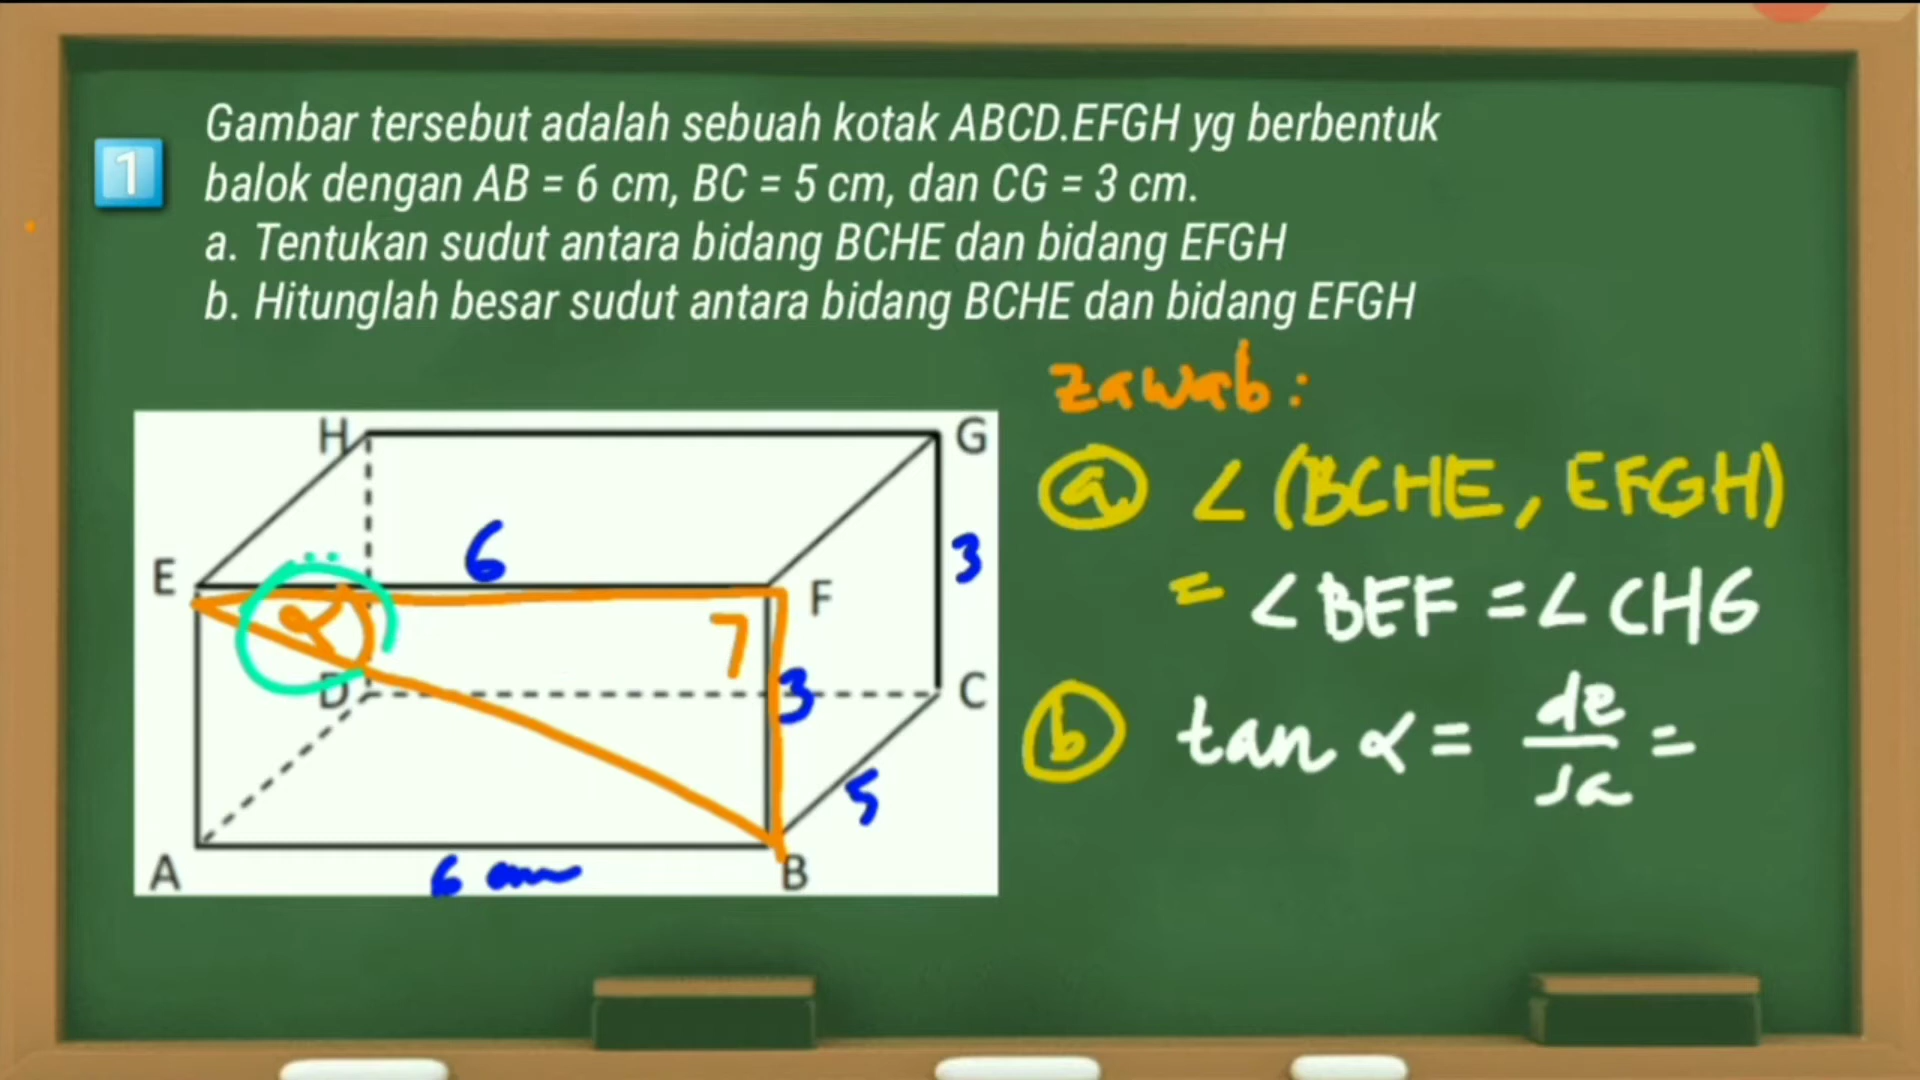 1
Gambar tersebut adalah sebuah kotak ABCD.EFGH yg berbentuk
balok dengan AB = 6 cm, BC = 5 cm, dan CG = 3 cm.
a. Tentukan sudut antara bidang BCHE dan bidang EFGH
b. Hitunglah besar sudut antara bidang BCHE dan bidang EFGH
Jawab:
a. ∠ (BCHE, EFGH)
= ∠ BEF = ∠ CHG
b tan α = de/sa =
H
G
E
6
F
3
α
D
3
C
5
A
6 cm
B